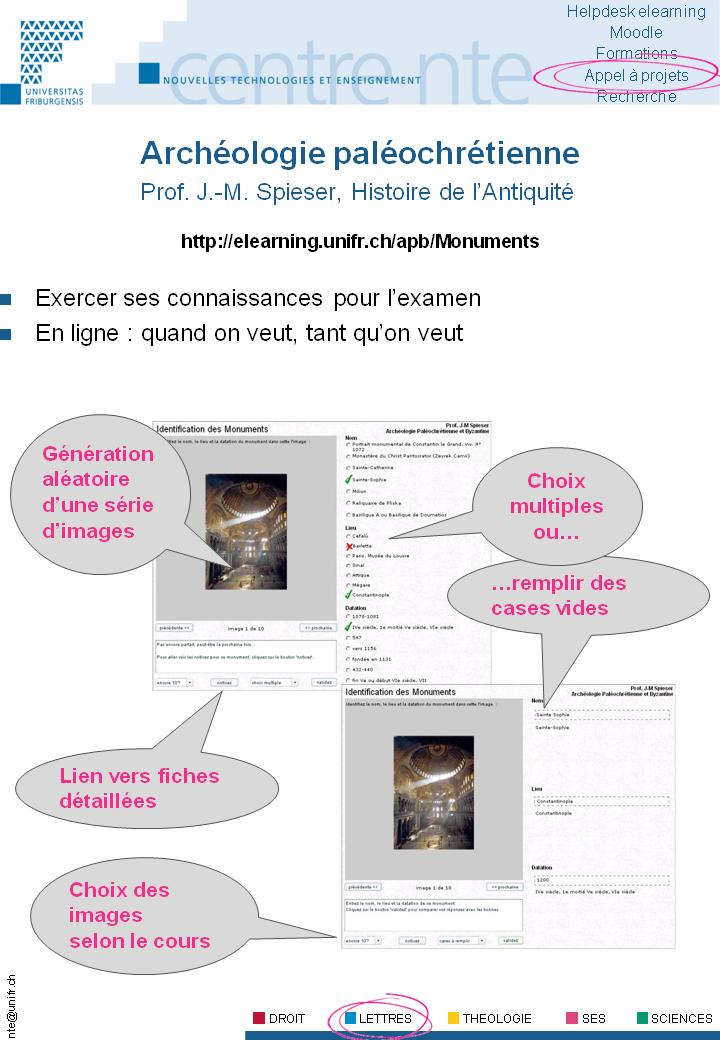 Helpdesk elearning
Moodle
Formations
Appel à projets
Recherche
centre nte
NOUVELLES TECHNOLOGIES ET ENSEIGNEMENT
UNIVERSITAS
FRIBURGENSIS
Archéologie paléochrétienne
Prof. J.-M. Spieser, Histoire de l'Antiquité
http://elearning.unifr.ch/apb/Monuments
Exercer ses connaissances pour l'examen
En ligne : quand on veut, tant qu'on veut
Génération
aléatoire
d'une série
d'images
Identification des Monuments
Prof. J-M Spieser
Archéologie Paléochrétienne et Byzantine
Identifiez le nom, le lieu et la datation du monument dans cette l'image :
Nom
Portrait monumental de Constantin le Grand, inv. N°
1072
Monastère du Christ Pantocrator (Zeyrek Camii)
Sainte-Catherine
Sainte-Sophie
Milion
Reliquaire de Pliska
Basilique A ou Basilique de Doumetios
Lieu
Cefalù
Barletta
Paris, Musée du Louvre
Sinaï
Attique
Mégare
Constantinople
Datation
1078-1081
IVe siècle, 1e moitié Ve siècle, VIe siècle
547
vers 1156
fondée en 1131
432-440
fin Ve ou début VIe siècle, VII
précédente <<
image 1 de 10
>> prochaine
Pas encore parfait, peut-être la prochaine fois...
Pour aller voir les notices pour ce monument, cliquez sur le bouton 'notices'.
encore 10?
notices
choix multiple
validez
Choix
multiples
ou…
…remplir des
cases vides
Identification des Monuments
Prof. J-M Spieser
Archéologie Paléochrétienne et Byzantine
Identifiez le nom, le lieu et la datation du monument dans cette l'image :
Nom
Sainte Sophie
Sainte-Sophie
Lieu
Constantinople
Constantinople
Datation
1200
IVe siècle, 1e moitié Ve siècle, VIe siècle
précédente <<
image 1 de 10
>> prochaine
Entrez le nom, le lieu et la datation de ce monument.
Cliquez sur le bouton 'validez' pour comparer vos réponses avec les bonnes
encore 10?
notices
cases à remplir
validez
Lien vers fiches
détaillées
Choix des
images
selon le cours
nte@unifr.ch
DROIT
LETTRES
THEOLOGIE
SES
SCIENCES